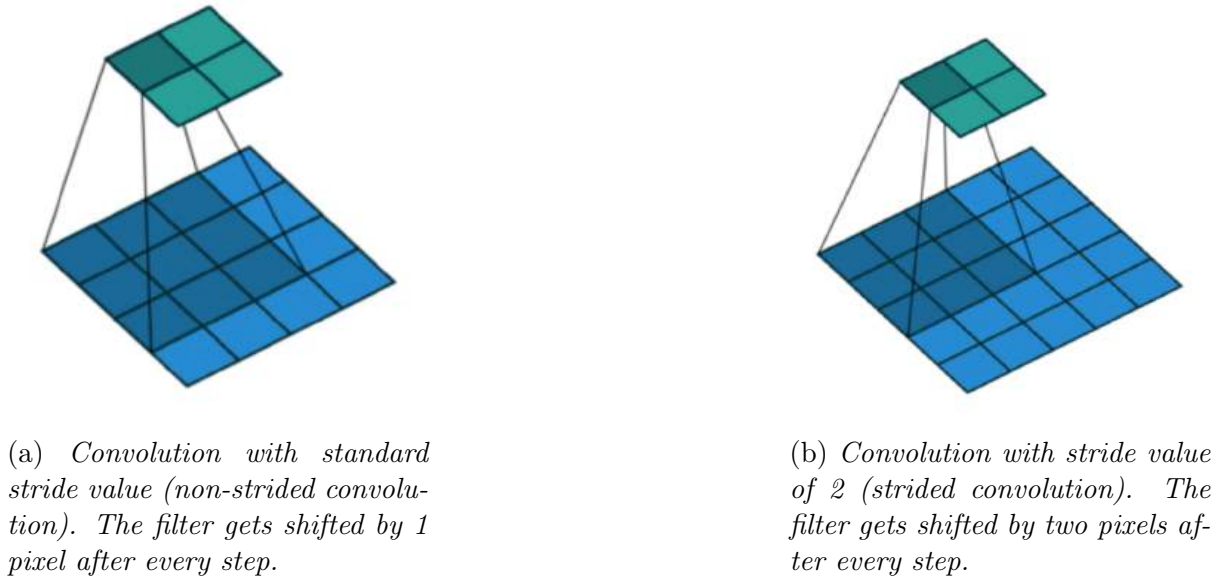 (a) Convolution with standard
stride value (non-strided convolu-
tion). The filter gets shifted by 1
pixel after every step.
(b) Convolution with stride value
of 2 (strided convolution). The
filter gets shifted by two pixels af-
ter every step.